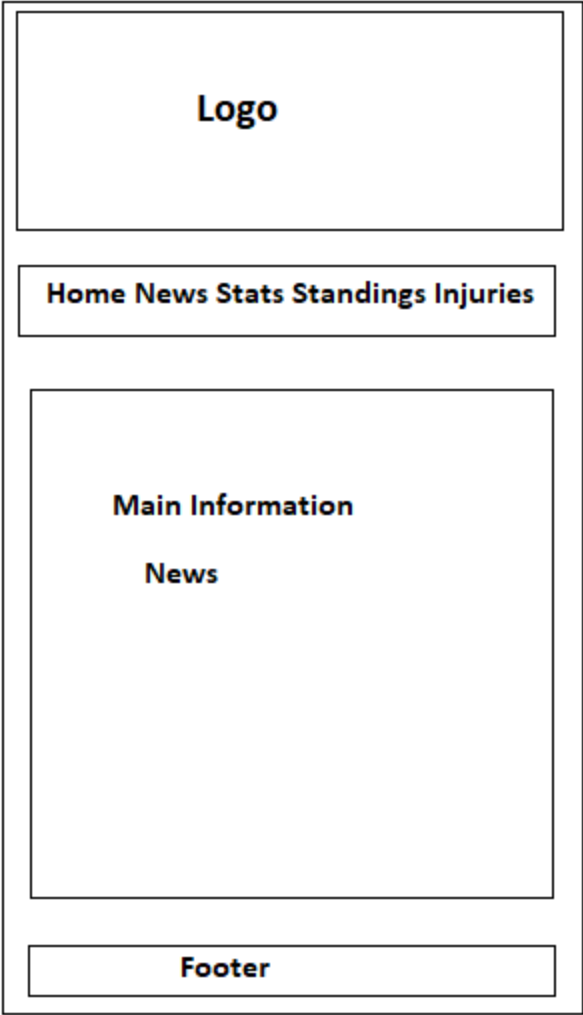 Logo
Home News Stats Standings Injuries
Main Information
News
Footer